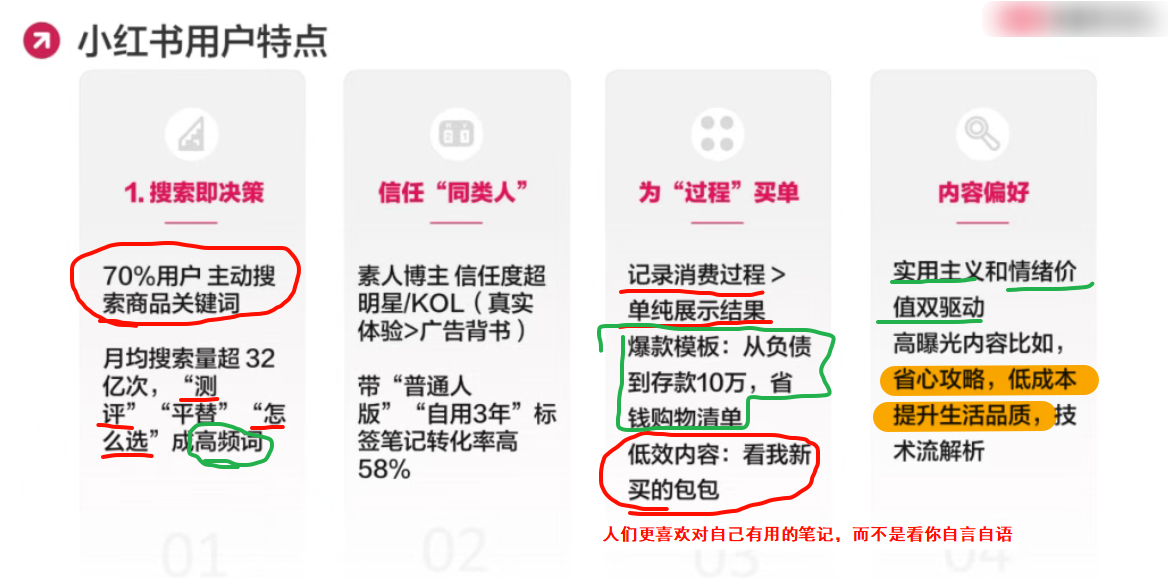 小红书用户特点
1. 搜索即决策
70%用户 主动搜
索商品关键词
月均搜索量超 32
亿次，“测
评”“平替”“怎
么选”成高频词
01
信任“同类人”
素人博主 信任度超
明星/KOL（真实
体验>广告背书）
带“普通人
版”“自用3年”标
签笔记转化率高
58%
02
为“过程”买单
记录消费过程 >
单纯展示结果
爆款模板：从负债
到存款10万，省
钱购物清单
低效内容：看我新
买的包包
人们更喜欢对自己有用的笔记，而不是看你自言自语
03
内容偏好
实用主义和情绪价
值双驱动
高曝光内容比如，
省心攻略，低成本
提升生活品质，技
术流解析
04